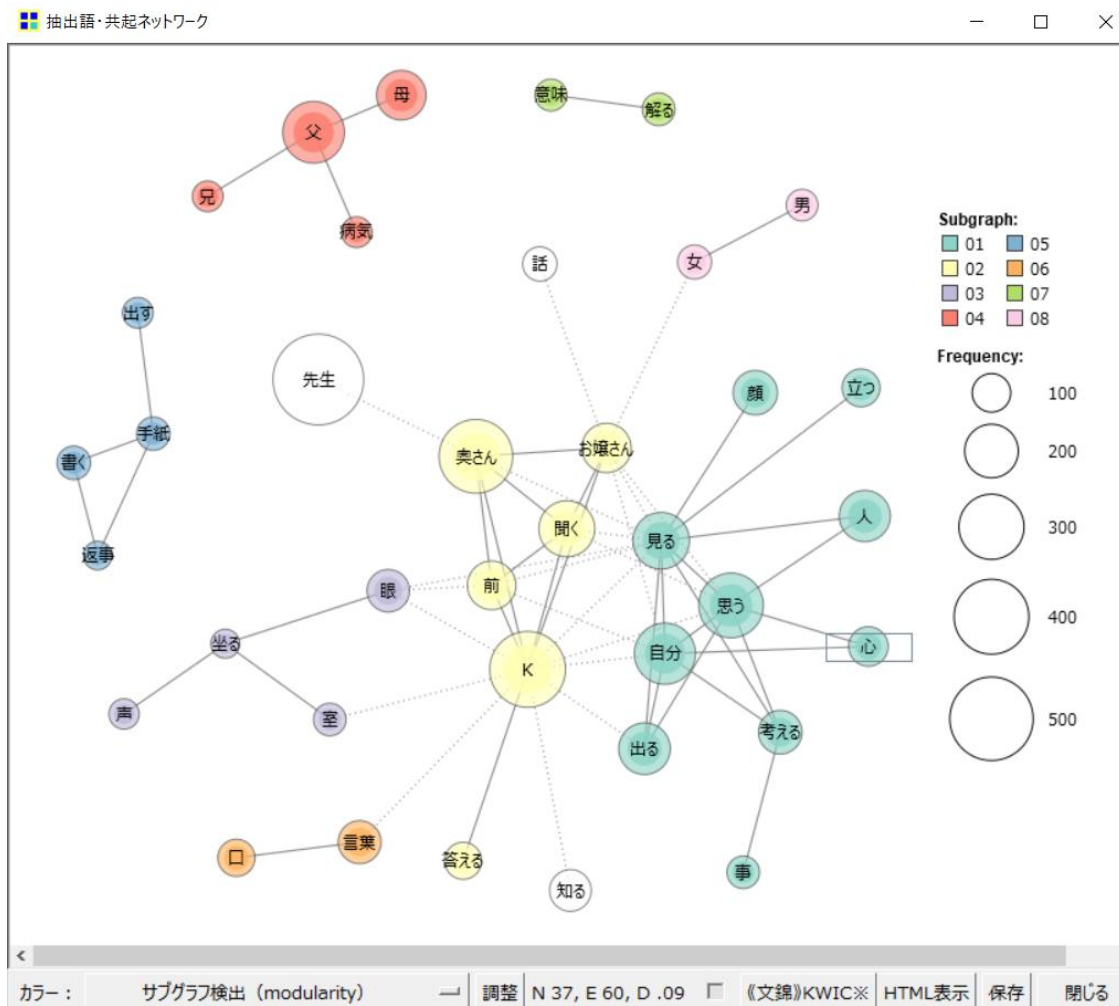 抽出語・共起ネットワーク
母
父
意味
解る
兄
病気
男
女
話
Subgraph:
01 05
02 06
03 07
04 08
出す
先生
Frequency:
100
200
300
400
500
顔
立つ
手紙
書く
奥さん
お嬢さん
聞く
見る
人
返事
眼
前
思う
坐る
自分
心
K
声
室
出る
考える
口
言葉
答える
知る
事
カラー: サブグラフ検出 (modularity) 調整 N 37, E 60, D .09 《文錦》KWIC※ HTML表示 保存 閉じる